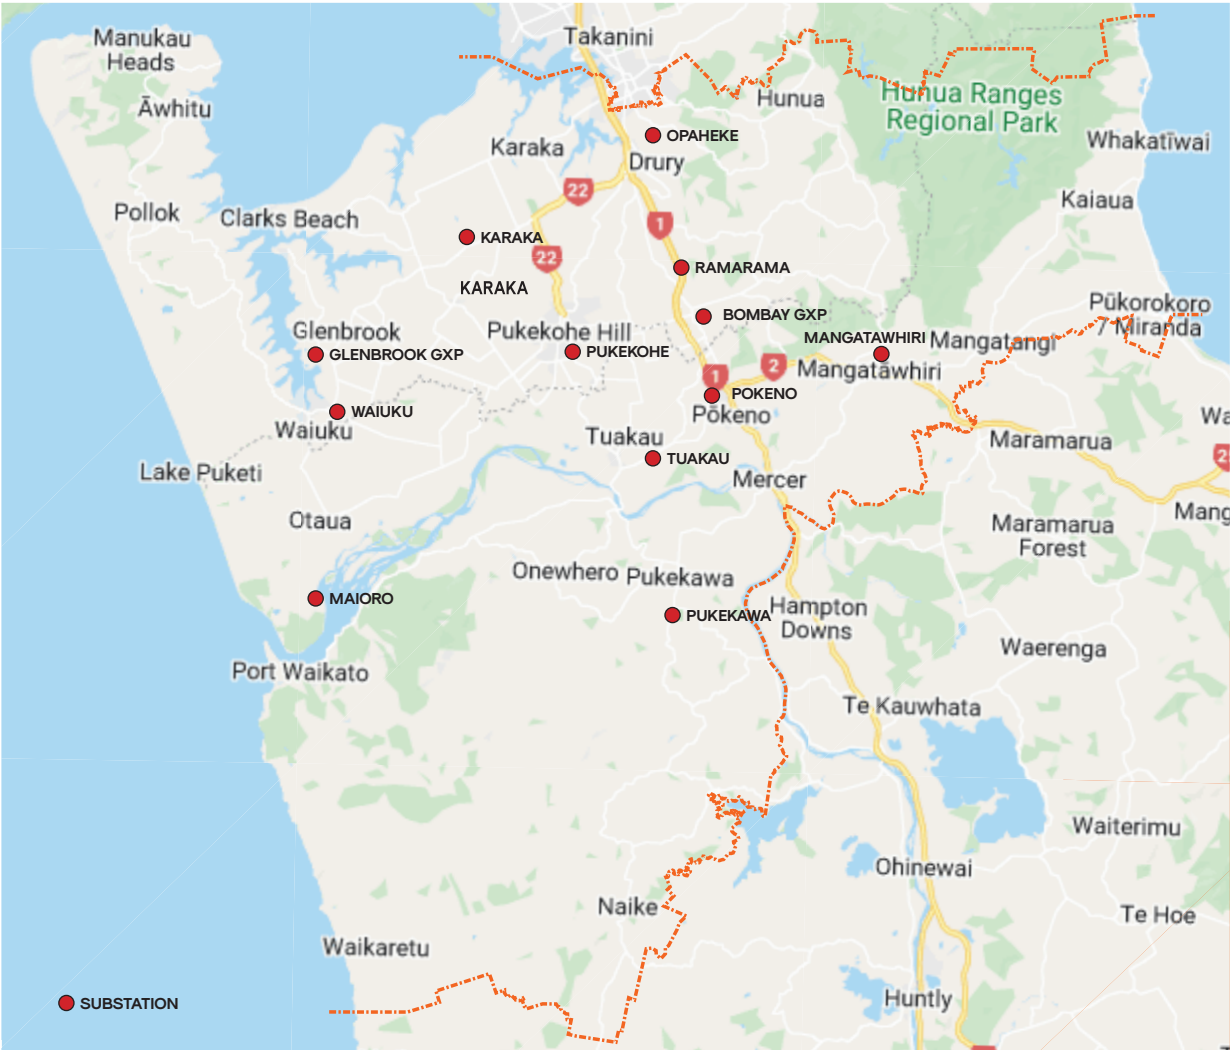 Manukau
Heads
Takanini
Āwhitu
Hunua
Hunua Ranges
Regional Park
OPAHEKE
Whakatīwai
Karaka
Drury
22
Kaiaua
Pollok
Clarks Beach
1
KARAKA
22
RAMARAMA
KARAKA
Pūkorokoro
/ Miranda
BOMBAY GXP
Glenbrook
Pukekohe Hill
MANGATAWHIRI
Mangatangi
GLENBROOK GXP
PUKEKOHE
2
Mangatāwhiri
1
POKENO
WAIUKU
Pōkeno
Wa
Waiuku
Tuakau
Maramarua
TUAKAU
2
Lake Puketi
Mercer
Mang
Otaua
Maramarua
Forest
Onewhero
Pukekawa
MAIORO
PUKEKAWA
Hampton
Downs
Waerenga
Port Waikato
Te Kauwhata
Waiterimu
Ohinewai
Naike
Te Hoe
Waikaretu
Huntly
SUBSTATION